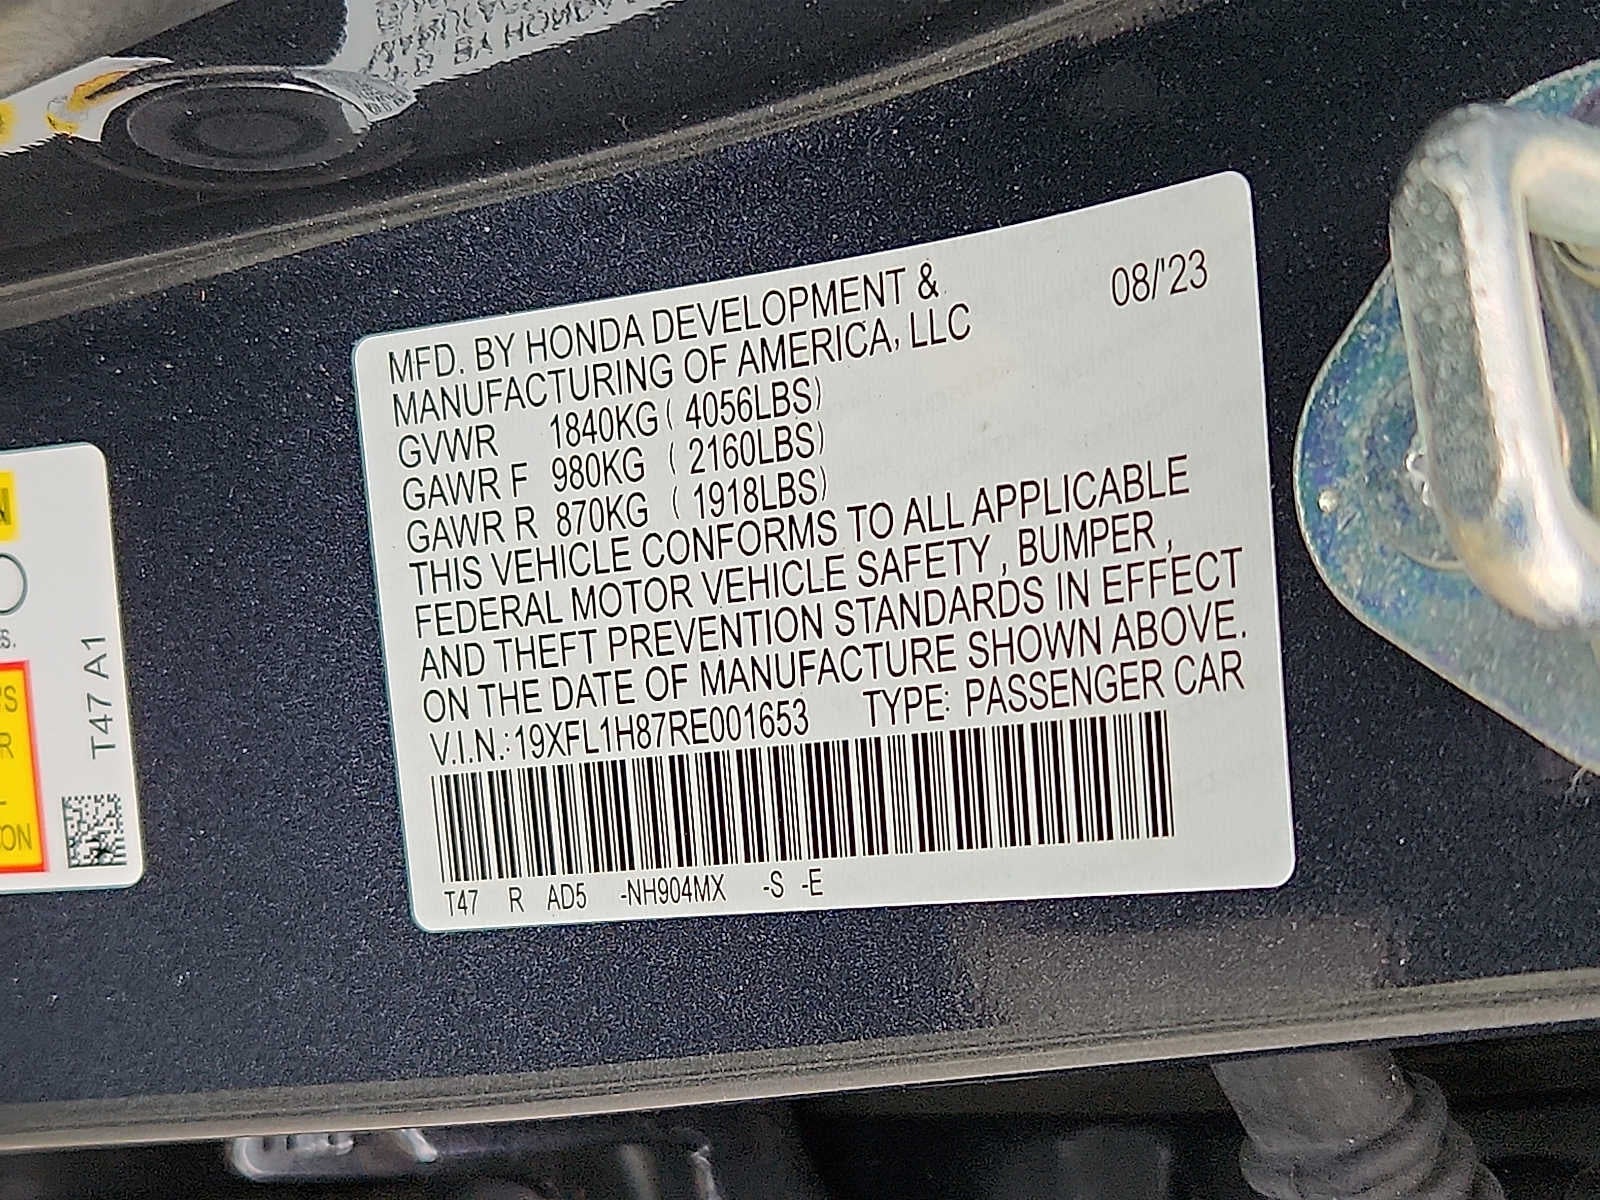 MFD. BY HONDA DEVELOPMENT &
MANUFACTURING OF AMERICA, LLC
08/'23
GVWR 1840KG ( 4056LBS)
GAWR F 980KG ( 2160LBS)
GAWR R 870KG ( 1918LBS)
THIS VEHICLE CONFORMS TO ALL APPLICABLE
FEDERAL MOTOR VEHICLE SAFETY , BUMPER ,
AND THEFT PREVENTION STANDARDS IN EFFECT
ON THE DATE OF MANUFACTURE SHOWN ABOVE.
V.I.N.: 19XFL1H87RE001653 TYPE: PASSENGER CAR
T47 R AD5 -NH904MX -S -E
T47 A1